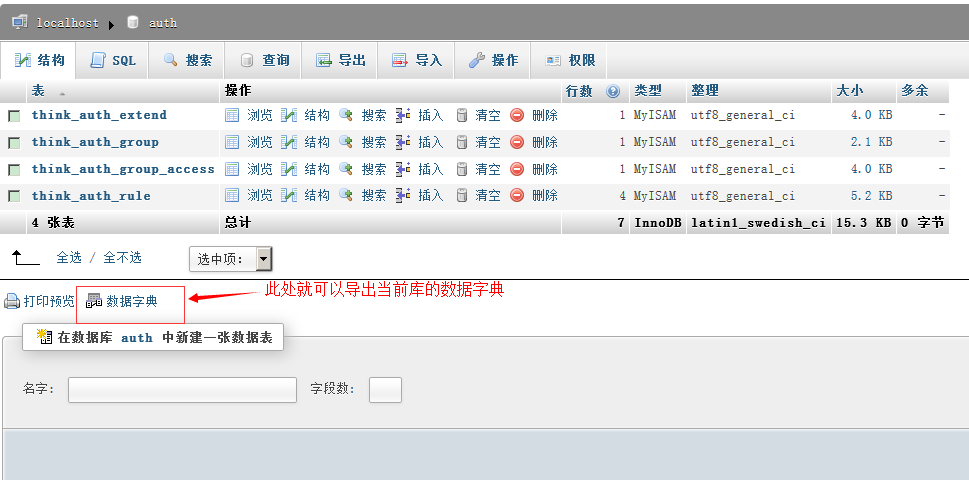 localhost auth
结构 SQL 搜索 查询 导出 导入 操作 权限
表 操作 行数 类型 整理 大小 多余
think_auth_extend 浏览 结构 搜索 插入 清空 删除 1 MyISAM utf8_general_ci 4.0 KB -
think_auth_group 浏览 结构 搜索 插入 清空 删除 1 MyISAM utf8_general_ci 2.1 KB -
think_auth_group_access 浏览 结构 搜索 插入 清空 删除 1 MyISAM utf8_general_ci 4.0 KB -
think_auth_rule 浏览 结构 搜索 插入 清空 删除 4 MyISAM utf8_general_ci 5.2 KB -
4 张表 总计 7 InnoDB latin1_swedish_ci 15.3 KB 0 字节
全选 / 全不选 选中项:
此处就可以导出当前库的数据字典
打印预览 数据字典
在数据库 auth 中新建一张数据表
名字: 字段数: